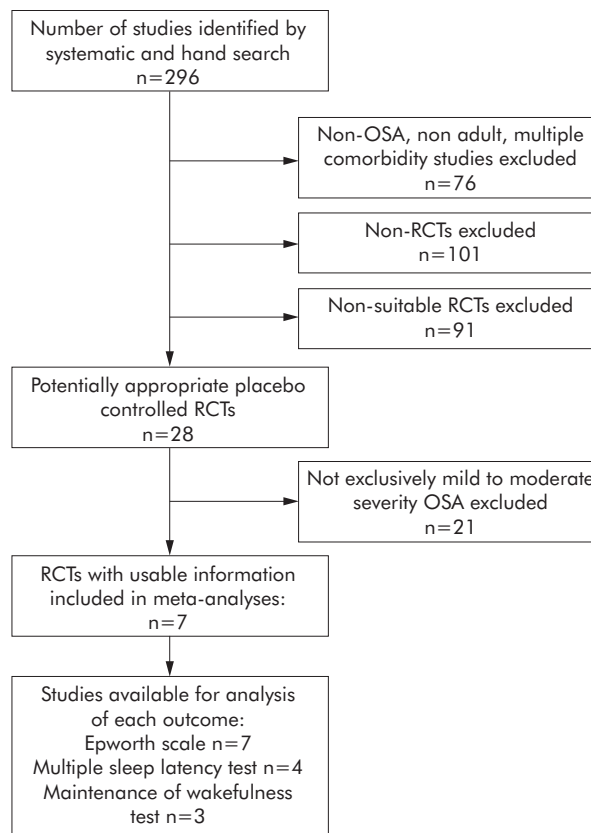 Number of studies identified by
systematic and hand search
n=296
Non-OSA, non adult, multiple
comorbidity studies excluded
n=76
Non-RCTs excluded
n=101
Non-suitable RCTs excluded
n=91
Potentially appropriate placebo
controlled RCTs
n=28
Not exclusively mild to moderate
severity OSA excluded
n=21
RCTs with usable information
included in meta-analyses:
n=7
Studies available for analysis
of each outcome:
Epworth scale n=7
Multiple sleep latency test n=4
Maintenance of wakefulness
test n=3